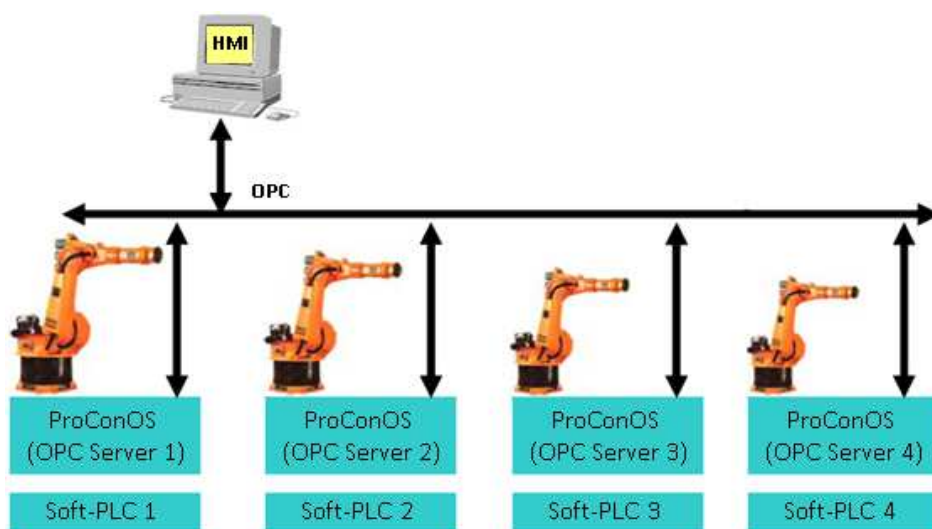 HMI
OPC
ProConOS
(OPC Server 1)
ProConOS
(OPC Server 2)
ProConOS
(OPC Server 3)
ProConOS
(OPC Server 4)
Soft-PLC 1
Soft-PLC 2
Soft-PLC 3
Soft-PLC 4